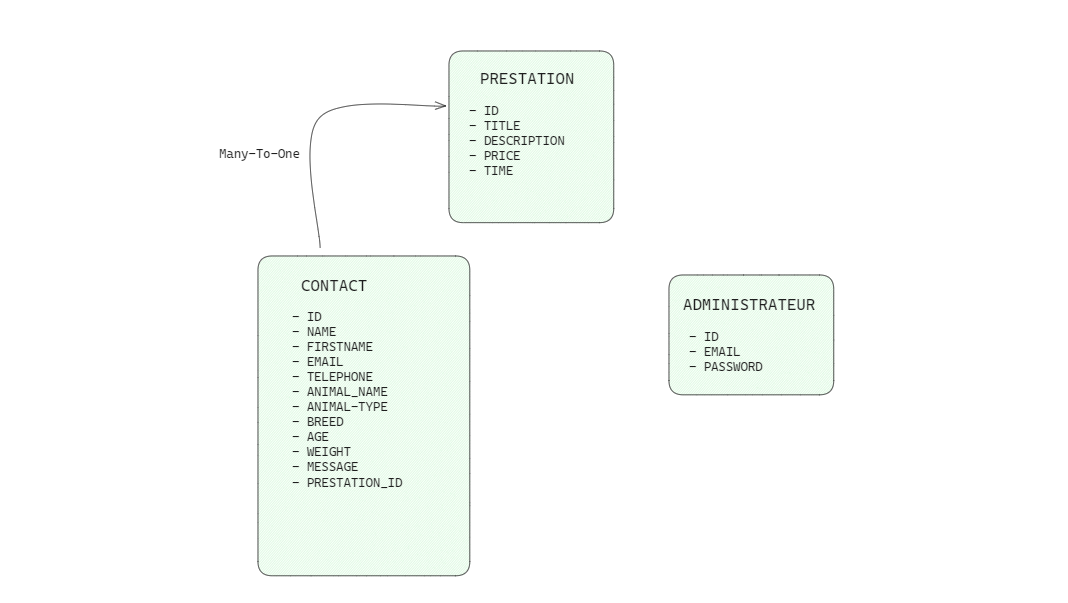 PRESTATION
- ID
- TITLE
- DESCRIPTION
- PRICE
- TIME
Many-To-One
CONTACT
- ID
- NAME
- FIRSTNAME
- EMAIL
- TELEPHONE
- ANIMAL_NAME
- ANIMAL-TYPE
- BREED
- AGE
- WEIGHT
- MESSAGE
- PRESTATION_ID
ADMINISTRATEUR
- ID
- EMAIL
- PASSWORD